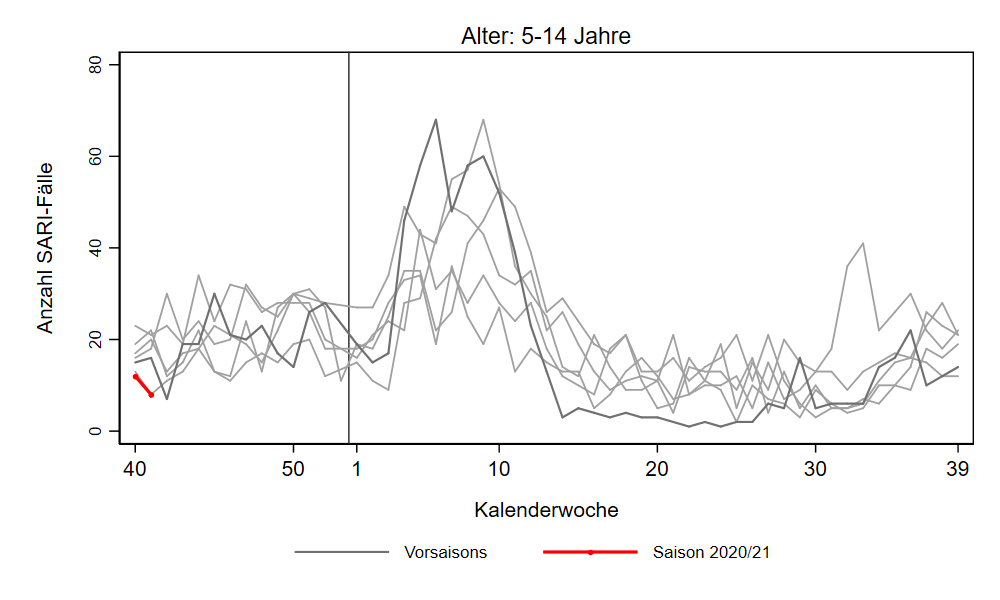 Alter: 5-14 Jahre
80
60
40
20
0
Anzahl SARI-Fälle
40 50 1 10 20 30 39
Kalenderwoche
Vorsaisons Saison 2020/21